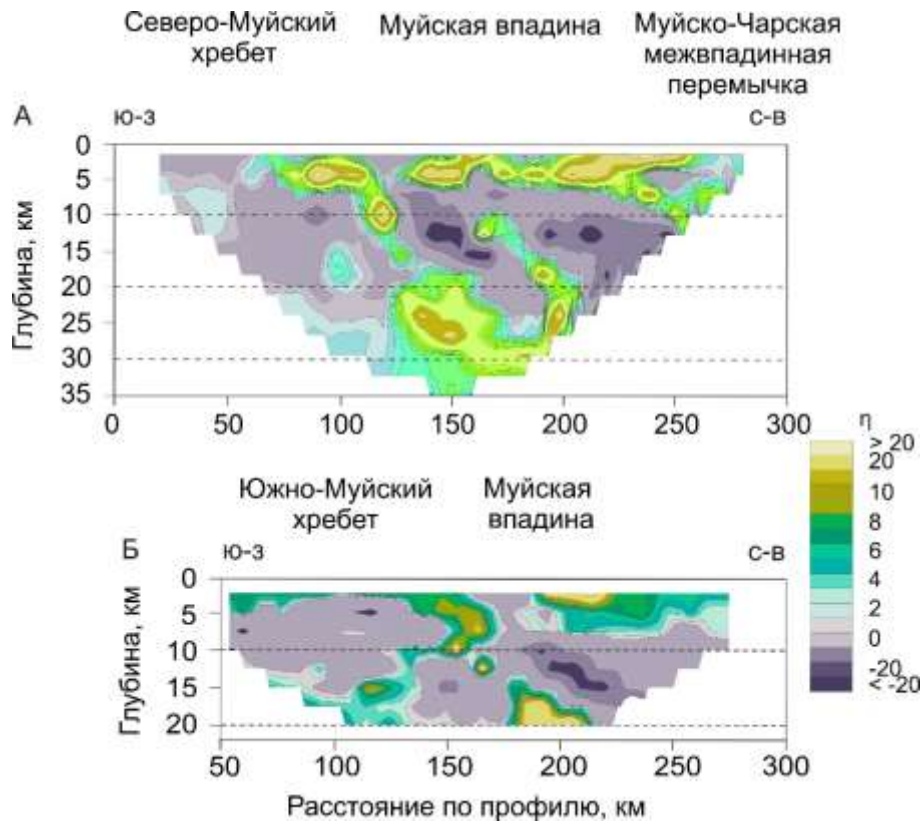 Северо-Муйский
хребет
Муйская впадина
Муйско-Чарская
межвпадинная
перемычка
А
ю-з
с-в
Глубина, км
0
5
10
15
20
25
30
35
0
50
100
150
200
250
300
η
> 20
20
10
8
6
4
2
0
-20
< -20
Южно-Муйский
хребет
Муйская
впадина
Б
ю-з
с-в
Глубина, км
0
5
10
15
20
50
100
150
200
250
300
Расстояние по профилю, км